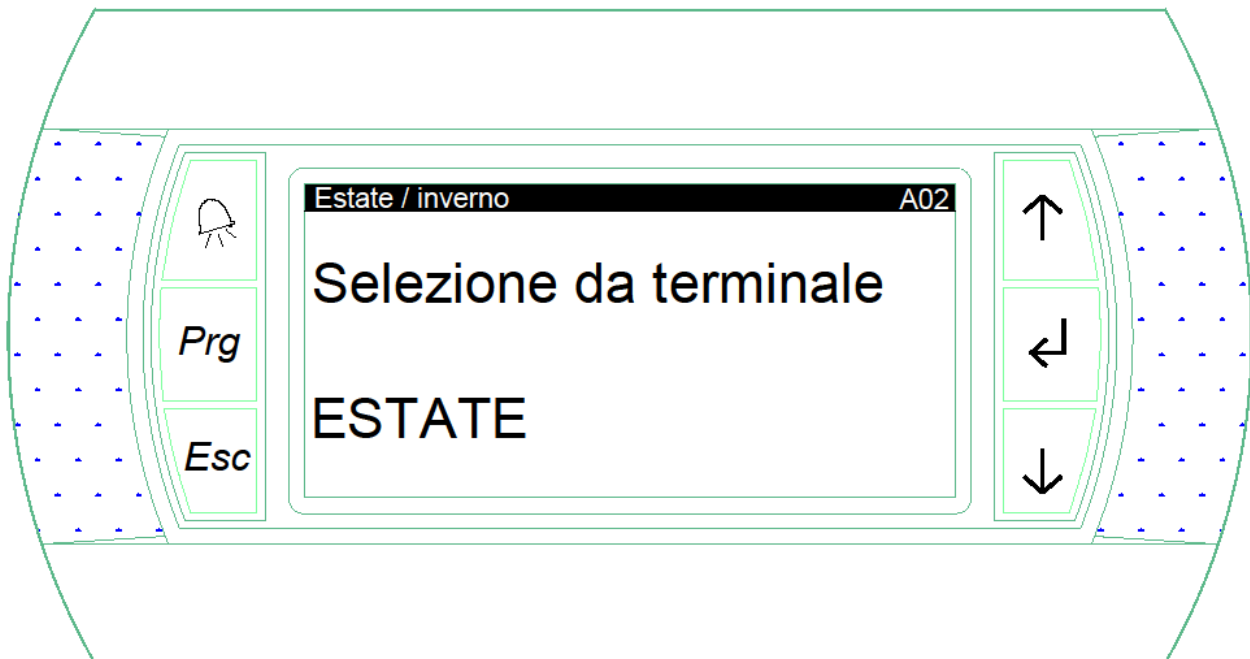 Estate / inverno A02
Selezione da terminale
Prg
ESTATE
Esc